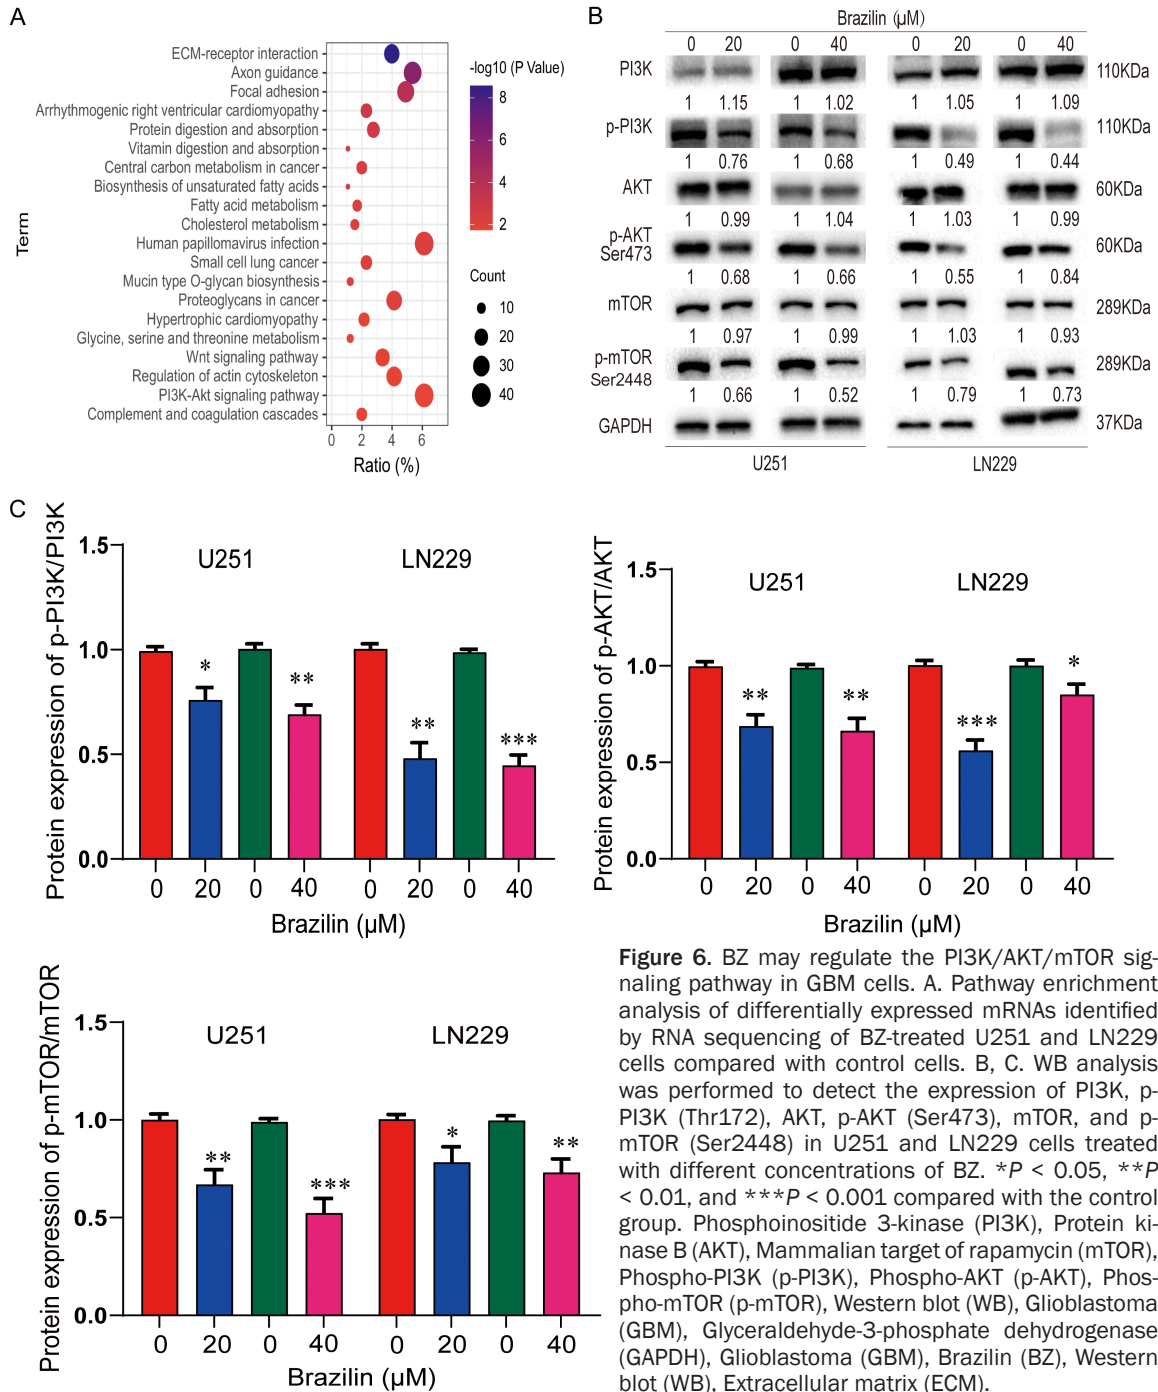 A
ECM-receptor interaction
Axon guidance
Focal adhesion
Arrhythmogenic right ventricular cardiomyopathy
Protein digestion and absorption
Vitamin digestion and absorption
Central carbon metabolism in cancer
Biosynthesis of unsaturated fatty acids
Fatty acid metabolism
Cholesterol metabolism
Human papillomavirus infection
Small cell lung cancer
Mucin type O-glycan biosynthesis
Proteoglycans in cancer
Hypertrophic cardiomyopathy
Glycine, serine and threonine metabolism
Wnt signaling pathway
Regulation of actin cytoskeleton
PI3K-Akt signaling pathway
Complement and coagulation cascades
Term
0 2 4 6
Ratio (%)
-log10 (P Value)
8
6
4
2
Count
10
20
30
40
B
Brazilin (µM)
0 20 0 40 0 20 0 40
PI3K 110KDa
1 1.15 1 1.02 1 1.05 1 1.09
p-PI3K 110KDa
1 0.76 1 0.68 1 0.49 1 0.44
AKT 60KDa
1 0.99 1 1.04 1 1.03 1 0.99
p-AKT
Ser473 60KDa
1 0.68 1 0.66 1 0.55 1 0.84
mTOR 289KDa
1 0.97 1 0.99 1 1.03 1 0.93
p-mTOR
Ser2448 289KDa
1 0.66 1 0.52 1 0.79 1 0.73
GAPDH 37KDa
U251 LN229
C
Protein expression of p-PI3K/PI3K
1.5
1.0
0.5
0.0
U251 LN229
* ** ** ***
0 20 0 40 0 20 0 40
Brazilin (µM)
Protein expression of p-AKT/AKT
1.5
1.0
0.5
0.0
U251 LN229
** ** *** *
0 20 0 40 0 20 0 40
Brazilin (µM)
Protein expression of p-mTOR/mTOR
1.5
1.0
0.5
0.0
U251 LN229
** *** * **
0 20 0 40 0 20 0 40
Brazilin (µM)
Figure 6. BZ may regulate the PI3K/AKT/mTOR sig-
naling pathway in GBM cells. A. Pathway enrichment
analysis of differentially expressed mRNAs identified
by RNA sequencing of BZ-treated U251 and LN229
cells compared with control cells. B, C. WB analysis
was performed to detect the expression of PI3K, p-
PI3K (Thr172), AKT, p-AKT (Ser473), mTOR, and p-
mTOR (Ser2448) in U251 and LN229 cells treated
with different concentrations of BZ. *P < 0.05, **P
< 0.01, and ***P < 0.001 compared with the control
group. Phosphoinositide 3-kinase (PI3K), Protein ki-
nase B (AKT), Mammalian target of rapamycin (mTOR),
Phospho-PI3K (p-PI3K), Phospho-AKT (p-AKT), Phos-
pho-mTOR (p-mTOR), Western blot (WB), Glioblastoma
(GBM), Glyceraldehyde-3-phosphate dehydrogenase
(GAPDH), Glioblastoma (GBM), Brazilin (BZ), Western
blot (WB), Extracellular matrix (ECM).